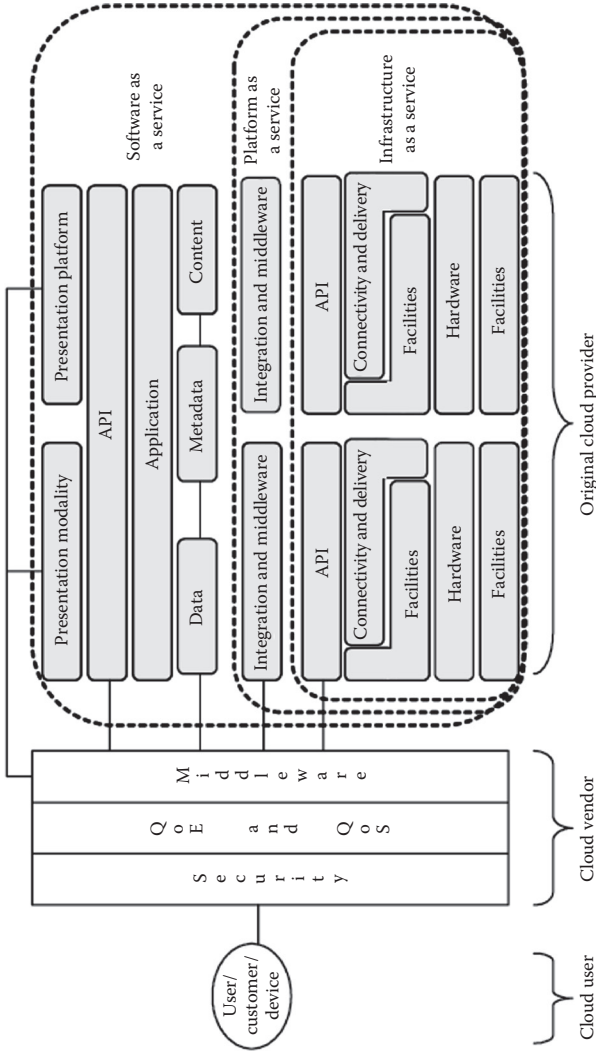 Software as
a service
Presentation modality
Presentation platform
API
Application
Data
Metadata
Content
Platform as
a service
Integration and middleware
Integration and middleware
Infrastructure
as a service
API
API
Connectivity and delivery
Connectivity and delivery
Facilities
Facilities
Hardware
Hardware
Facilities
Facilities
User/
customer/
device
Security
QoE and QoS
Middleware
Cloud user
Cloud vendor
Original cloud provider